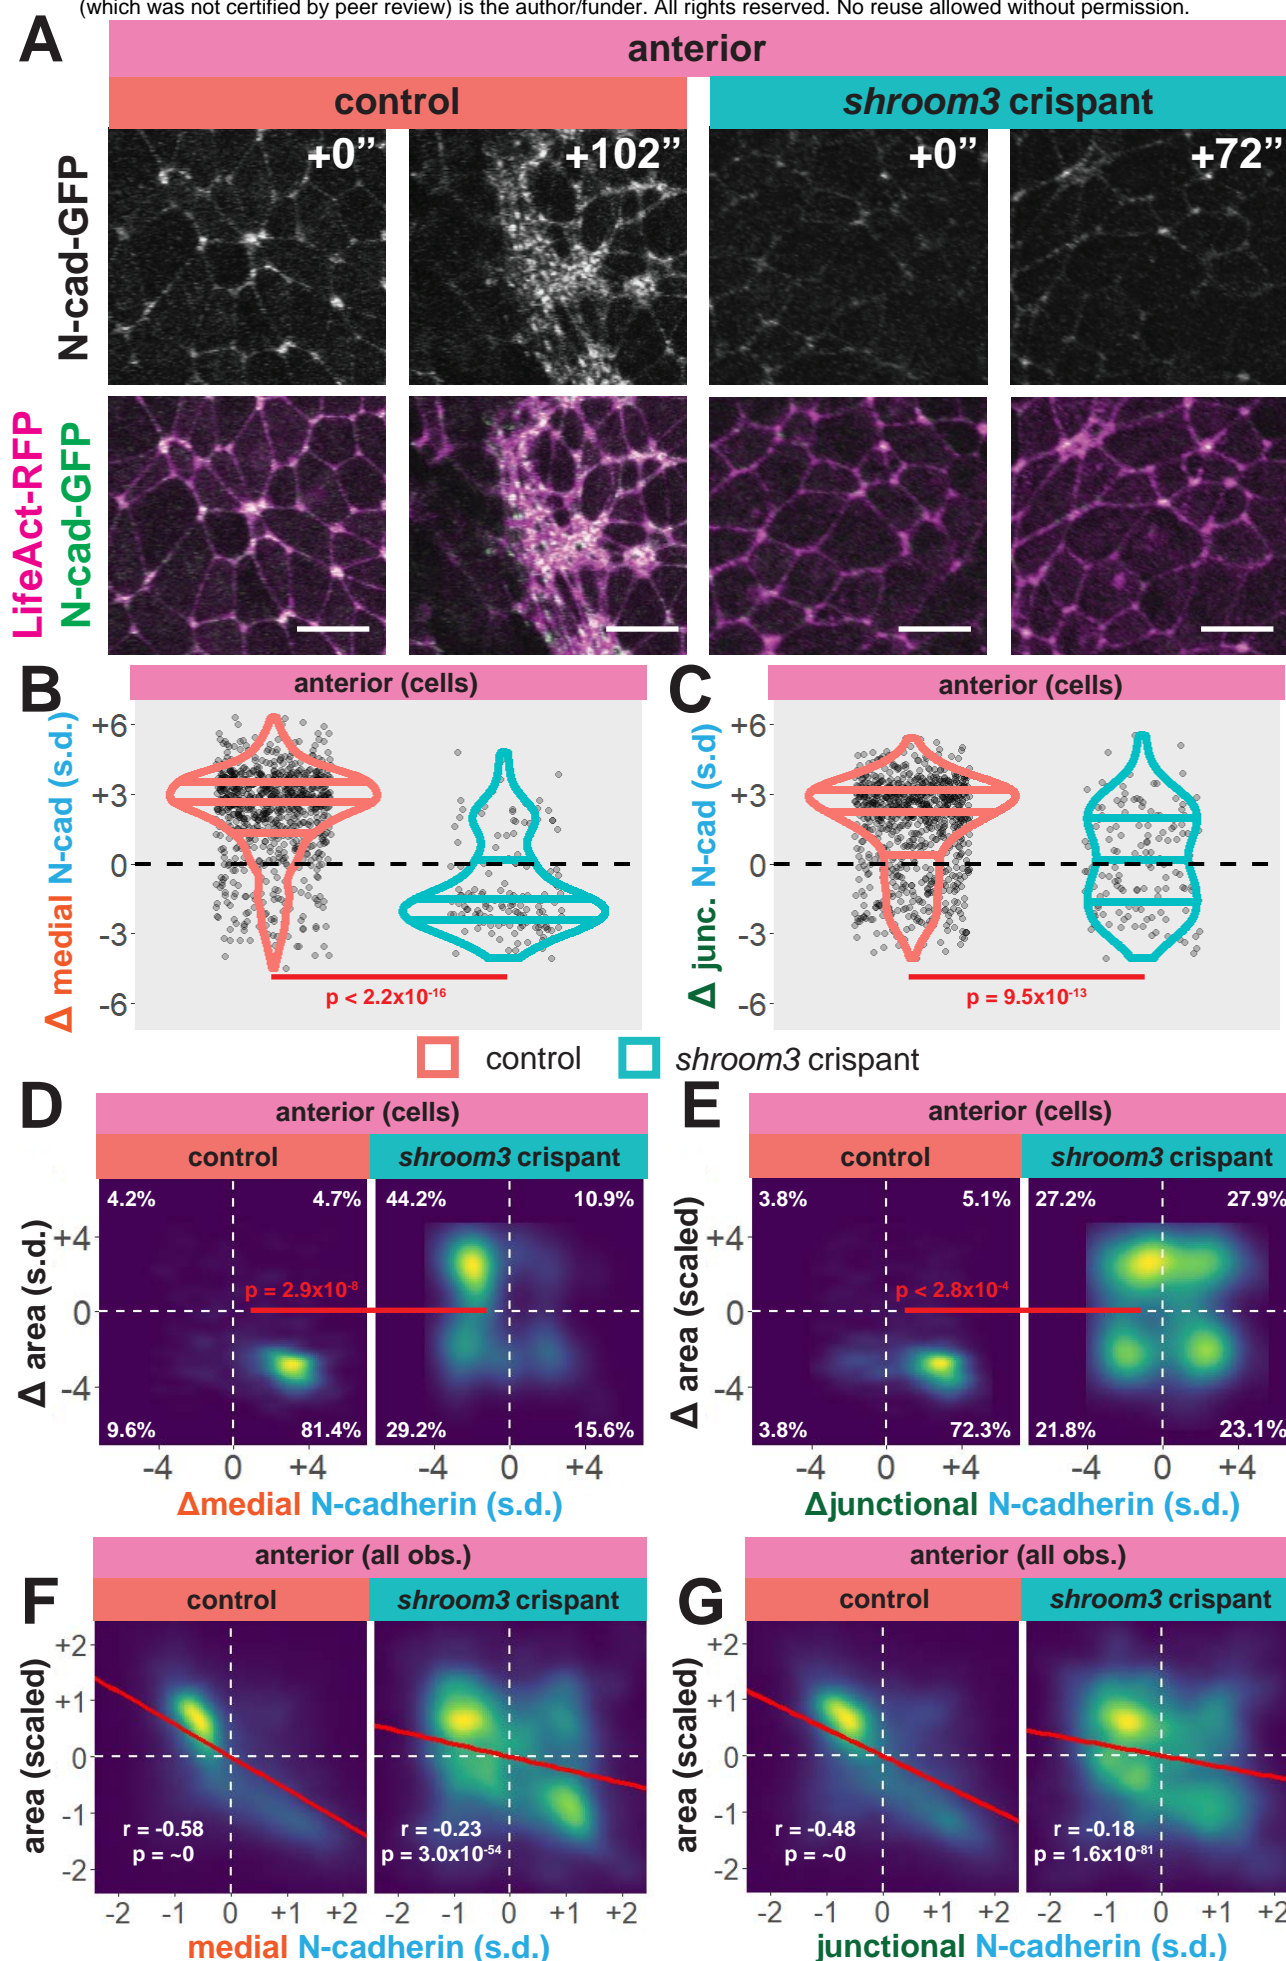 (which was not certified by peer review) is the author/funder. All rights reserved. No reuse allowed without permission.
A
anterior
control
shroom3 crispant
N-cad-GFP
+0”
+102”
+0”
+72”
LifeAct-RFP
N-cad-GFP
B
anterior (cells)
Δ medial N-cad (s.d.)
+6
+3
0
-3
-6
p < 2.2x10-16
C
anterior (cells)
Δ junc. N-cad (s.d)
+6
+3
0
-3
-6
p = 9.5x10-13
control
shroom3 crispant
D
anterior (cells)
control
shroom3 crispant
Δ area (s.d.)
+4
0
-4
4.2%
4.7%
44.2%
10.9%
p = 2.9x10-8
9.6%
81.4%
29.2%
15.6%
-4 0 +4
-4 0 +4
Δmedial N-cadherin (s.d.)
E
anterior (cells)
control
shroom3 crispant
Δ area (scaled)
+4
0
-4
3.8%
5.1%
27.2%
27.9%
p < 2.8x10-4
3.8%
72.3%
21.8%
23.1%
-4 0 +4
-4 0 +4
Δjunctional N-cadherin (s.d.)
F
anterior (all obs.)
control
shroom3 crispant
area (scaled)
+2
+1
0
-1
-2
r = -0.58
p = ~0
r = -0.23
p = 3.0x10-54
-2 -1 0 +1 +2
-2 -1 0 +1 +2
medial N-cadherin (s.d.)
G
anterior (all obs.)
control
shroom3 crispant
area (scaled)
+2
+1
0
-1
-2
r = -0.48
p = ~0
r = -0.18
p = 1.6x10-81
-2 -1 0 +1 +2
-2 -1 0 +1 +2
junctional N-cadherin (s.d.)